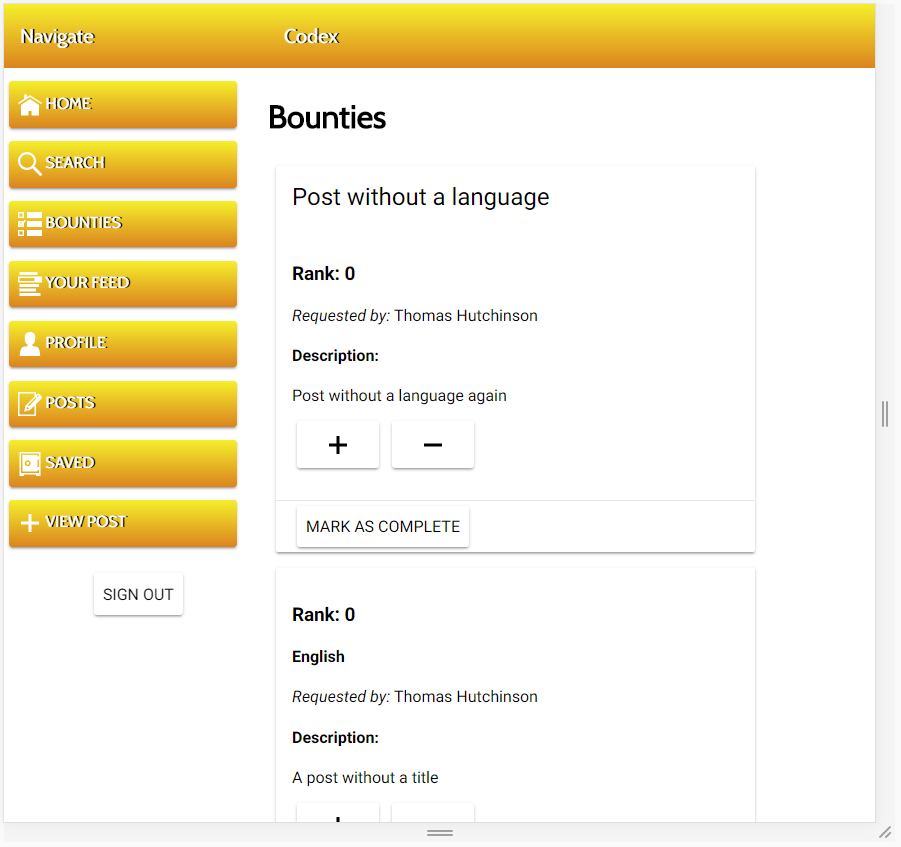 Navigate
Codex
HOME
SEARCH
BOUNTIES
YOUR FEED
PROFILE
POSTS
SAVED
VIEW POST
SIGN OUT
Bounties
Post without a language
Rank: 0
Requested by: Thomas Hutchinson
Description:
Post without a language again
+ −
MARK AS COMPLETE
Rank: 0
English
Requested by: Thomas Hutchinson
Description:
A post without a title